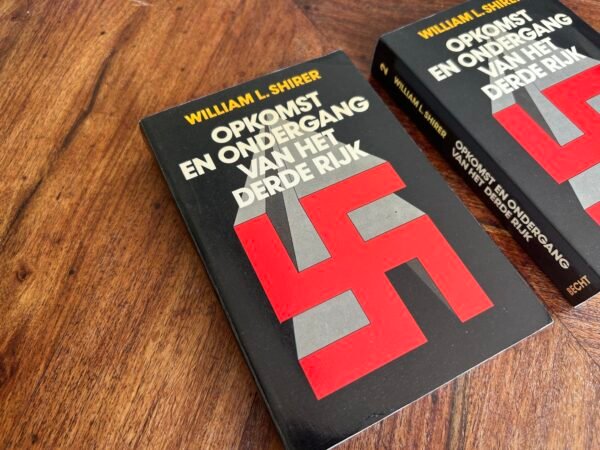 WILLIAM L. SHIRER
OPKOMST
EN ONDERGANG
VAN HET
DERDE RIJK
WILLIAM L. SHIRER
OPKOMST
EN ONDERGANG
VAN HET
DERDE RIJK
2
WILLIAM L. SHIRER
OPKOMST EN ONDERGANG
VAN HET DERDE RIJK
BECHT